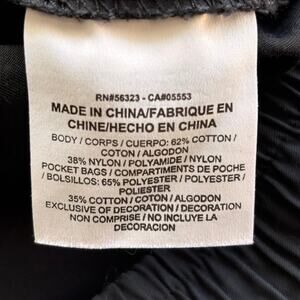 RN#56323 - CA#05553
MADE IN CHINA/FABRIQUE EN
CHINE/HECHO EN CHINA
BODY / CORPS / CUERPO: 62% COTTON /
COTON / ALGODON
38% NYLON / POLYAMIDE / NYLON
POCKET BAGS / COMPARTIMENTS DE POCHE
/ BOLSILLOS: 65% POLYESTER / POLYESTER /
POLIESTER
35% COTTON / COTON / ALGODON
EXCLUSIVE OF DECORATION / DECORATION
NON COMPRISE / NO INCLUYE LA
DECORACION